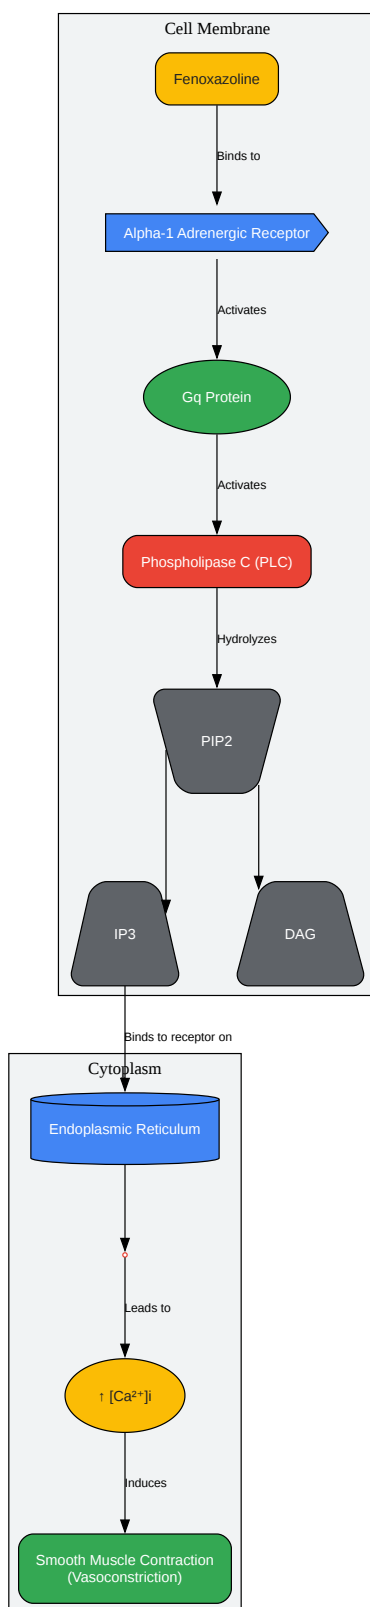 Cell Membrane
Fenoxazoline
Binds to
Alpha-1 Adrenergic Receptor
Activates
Gq Protein
Activates
Phospholipase C (PLC)
Hydrolyzes
PIP2
IP3
DAG
Binds to receptor on
Cytoplasm
Endoplasmic Reticulum
Leads to
↑ [Ca²⁺]i
Induces
Smooth Muscle Contraction
(Vasoconstriction)